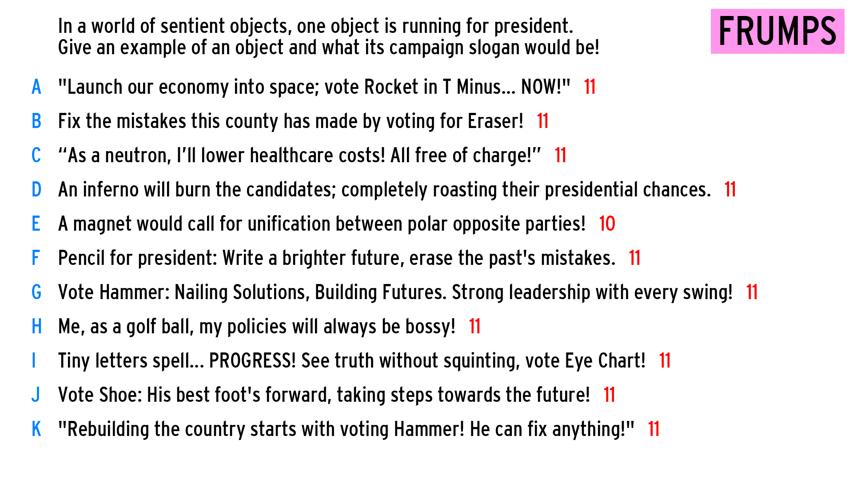 In a world of sentient objects, one object is running for president.
Give an example of an object and what its campaign slogan would be!
FRUMPS
A "Launch our economy into space; vote Rocket in T Minus... NOW!" 11
B Fix the mistakes this county has made by voting for Eraser! 11
C “As a neutron, I’ll lower healthcare costs! All free of charge!” 11
D An inferno will burn the candidates; completely roasting their presidential chances. 11
E A magnet would call for unification between polar opposite parties! 10
F Pencil for president: Write a brighter future, erase the past's mistakes. 11
G Vote Hammer: Nailing Solutions, Building Futures. Strong leadership with every swing! 11
H Me, as a golf ball, my policies will always be bossy! 11
I Tiny letters spell... PROGRESS! See truth without squinting, vote Eye Chart! 11
J Vote Shoe: His best foot's forward, taking steps towards the future! 11
K "Rebuilding the country starts with voting Hammer! He can fix anything!" 11